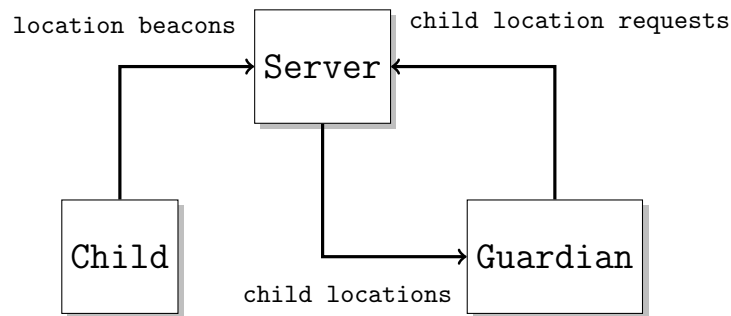 location beacons
child location requests
Server
Child
Guardian
child locations